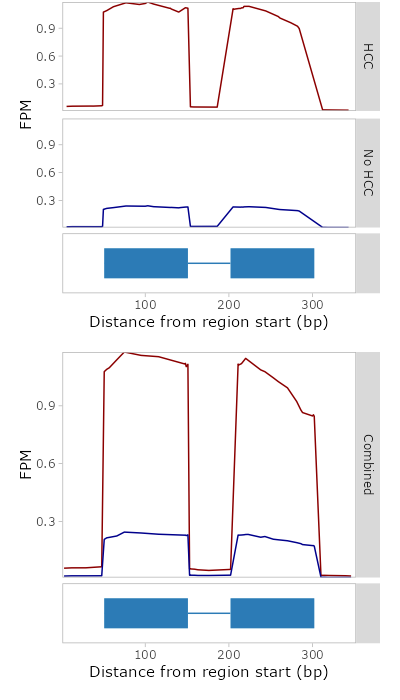 0.9
0.6
0.3
HCC
FPM
0.9
0.6
0.3
No HCC
100 200 300
Distance from region start (bp)
0.9
0.6
0.3
FPM
Combined
100 200 300
Distance from region start (bp)